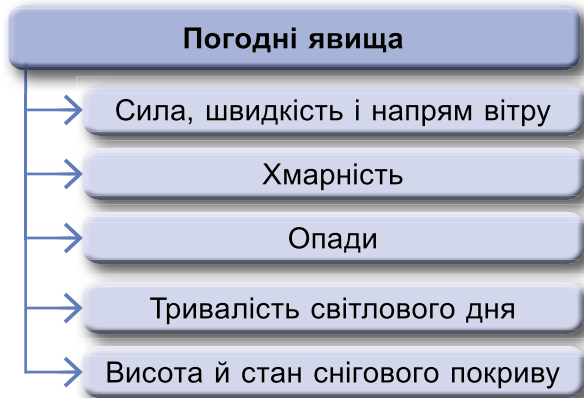 Погодні явища
Сила, швидкість і напрям вітру
Хмарність
Опади
Тривалість світлового дня
Висота й стан снігового покриву